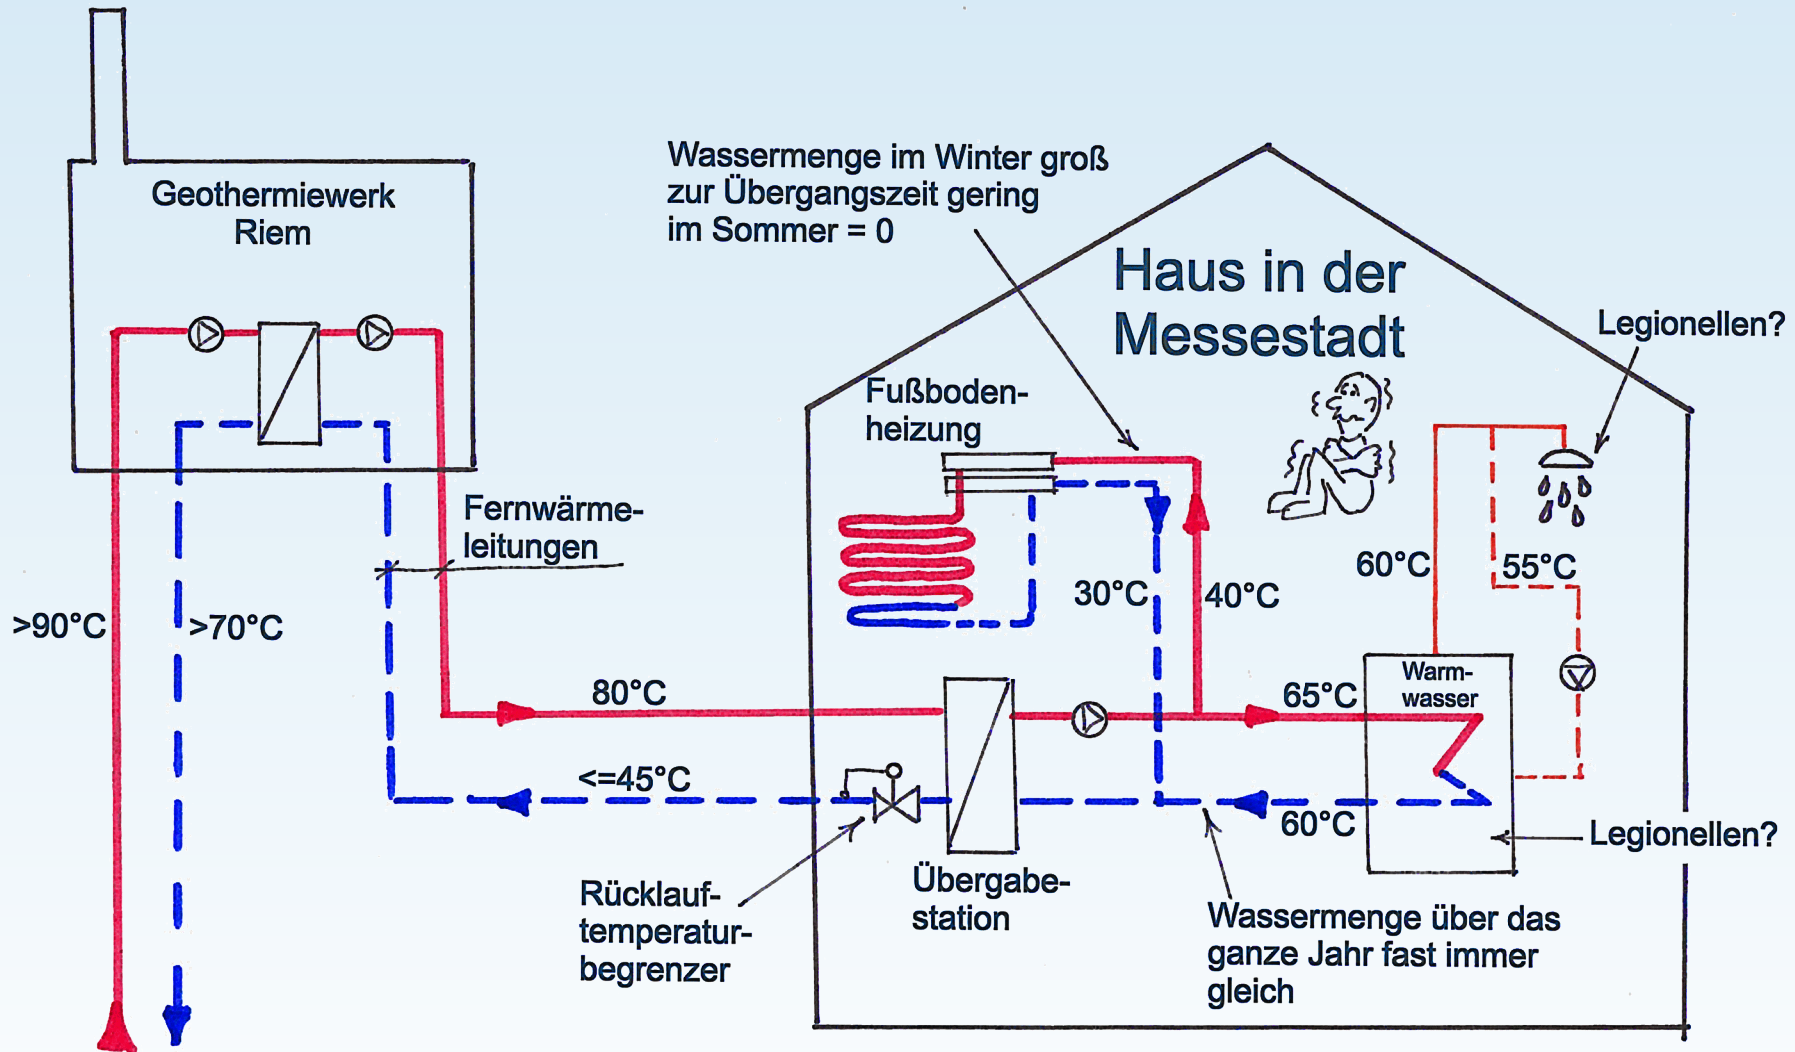 Geothermiewerk
Riem
Wassermenge im Winter groß
zur Übergangszeit gering
im Sommer = 0
Haus in der
Messestadt
Legionellen?
Fußboden-
heizung
Fernwärme-
leitungen
>90°C
>70°C
30°C
40°C
60°C
55°C
80°C
65°C
Warm-
wasser
<=45°C
60°C
Legionellen?
Rücklauf-
temperatur-
begrenzer
Übergabe-
station
Wassermenge über das
ganze Jahr fast immer
gleich